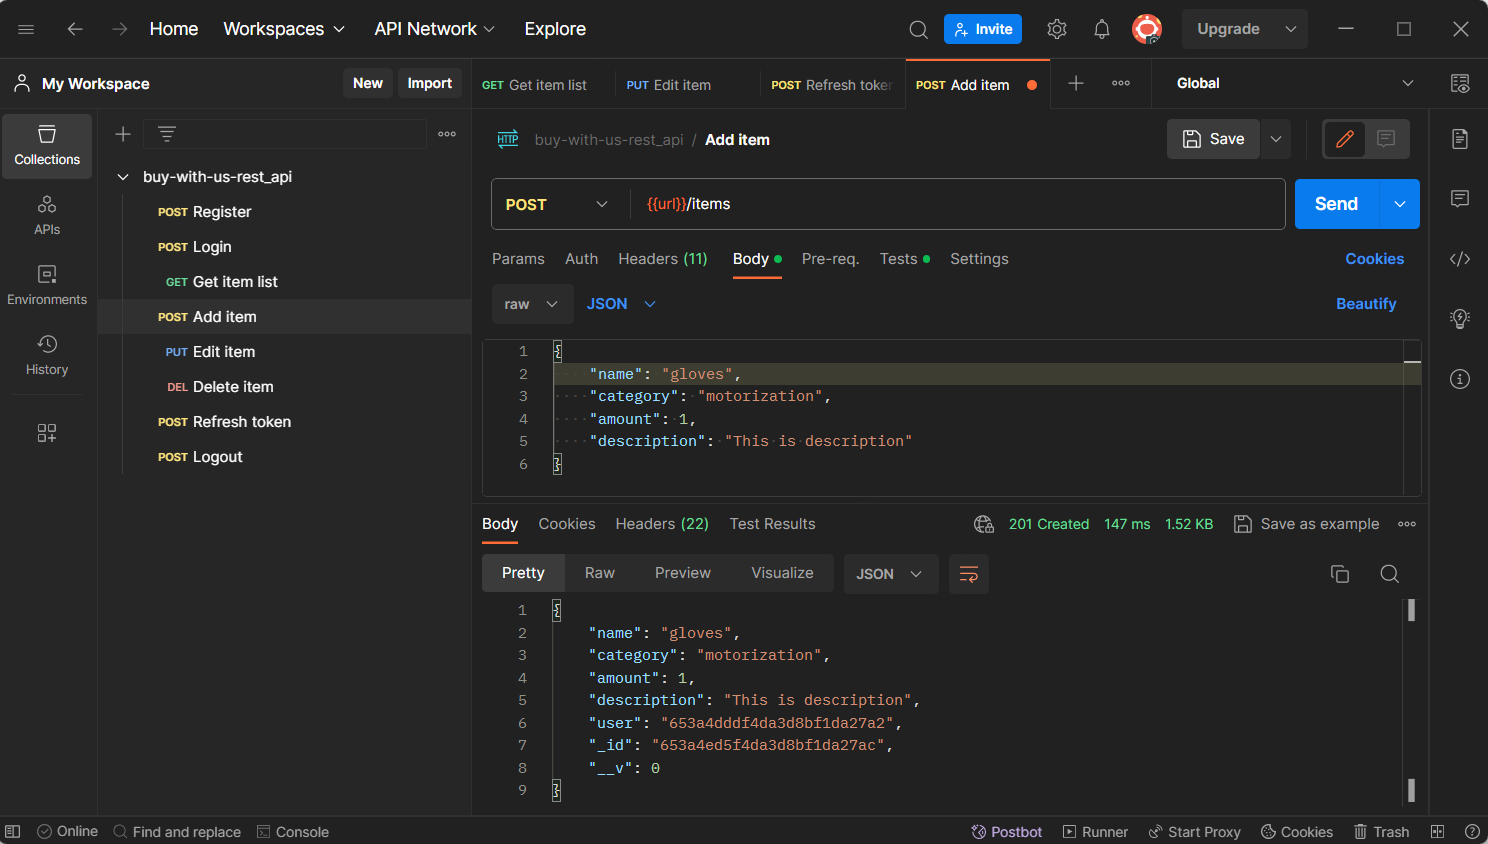 Home Workspaces API Network Explore Invite Upgrade
My Workspace New Import GET Get item list PUT Edit item POST Refresh token POST Add item Global
Collections
APIs
Environments
History
buy-with-us-rest_api
POST Register
POST Login
GET Get item list
POST Add item
PUT Edit item
DEL Delete item
POST Refresh token
POST Logout
HTTP buy-with-us-rest_api / Add item Save
POST {{url}}/items Send
Params Auth Headers (11) Body Pre-req. Tests Settings Cookies
raw JSON Beautify
1 {
2 "name": "gloves",
3 "category": "motorization",
4 "amount": 1,
5 "description": "This is description"
6 }
Body Cookies Headers (22) Test Results 201 Created 147 ms 1.52 KB Save as example
Pretty Raw Preview Visualize JSON
1 {
2 "name": "gloves",
3 "category": "motorization",
4 "amount": 1,
5 "description": "This is description",
6 "user": "653a4dddf4da3d8bf1da27a2",
7 "_id": "653a4ed5f4da3d8bf1da27ac",
8 "__v": 0
9 }
Online Find and replace Console Postbot Runner Start Proxy Cookies Trash